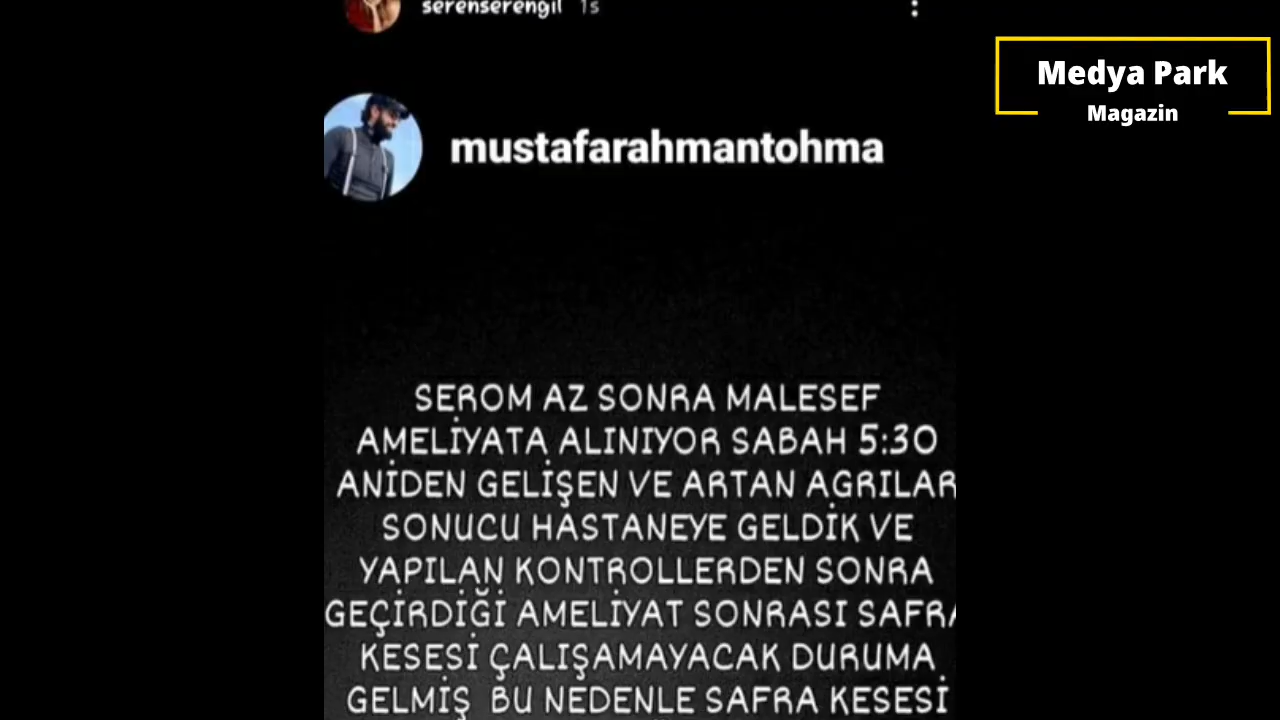 serenserengil 1s
Medya Park
Magazin
mustafarahmantohma
SEROM AZ SONRA MALESEF
AMELİYATA ALINIYOR SABAH 5:30
ANİDEN GELİŞEN VE ARTAN AGRILAR
SONUCU HASTANEYE GELDİK VE
YAPILAN KONTROLLERDEN SONRA
GEÇİRDİĞİ AMELİYAT SONRASI SAFRA
KESESİ ÇALIŞAMAYACAK DURUMA
GELMİŞ BU NEDENLE SAFRA KESESİ